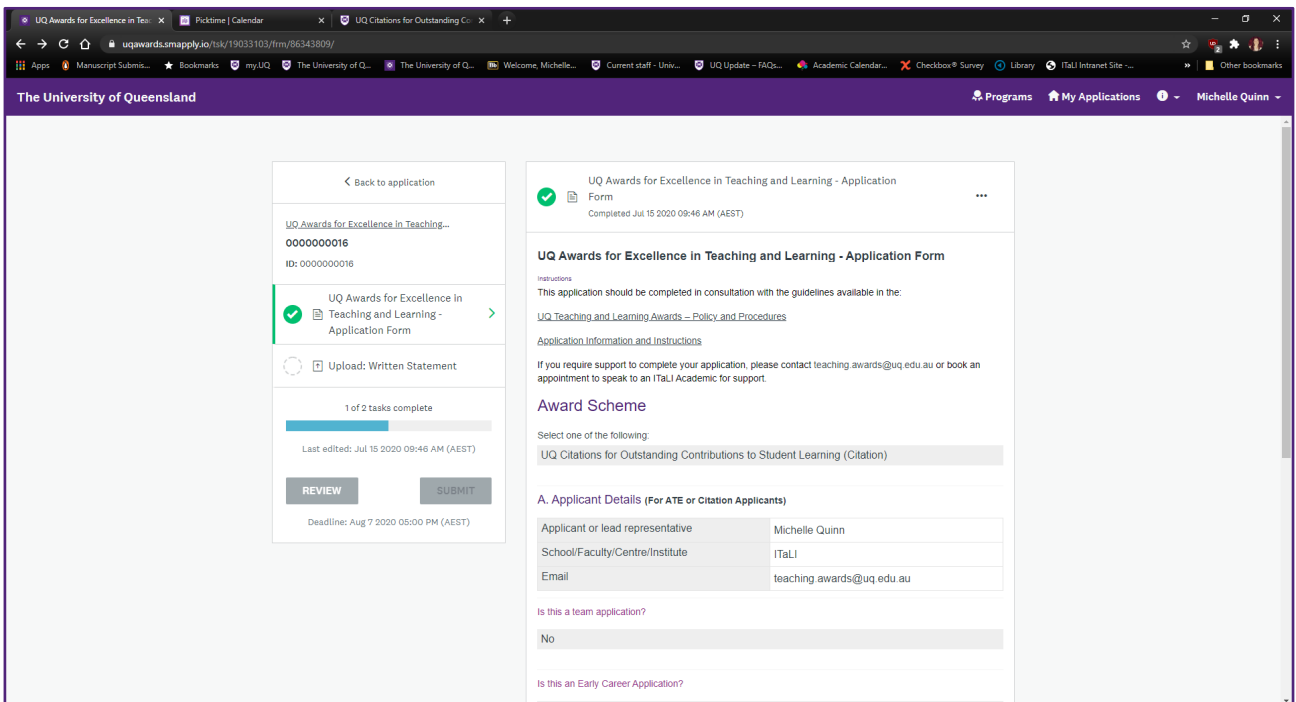 UQ Awards for Excellence in Teac
Picktime | Calendar
UQ Citations for Outstanding Co
uqawards.smapply.io/tsk/19033103/frm/86343809/
Apps Manuscript Submis... Bookmarks my.UQ The University of Q... The University of Q... Welcome, Michelle... Current staff - Univ... UQ Update – FAQs... Academic Calendar... Checkbox® Survey Library ITaLI Intranet Site -... » Other bookmarks
The University of Queensland
Programs My Applications Michelle Quinn
Back to application
UQ Awards for Excellence in Teaching...
0000000016
ID: 0000000016
UQ Awards for Excellence in
Teaching and Learning -
Application Form
Upload: Written Statement
1 of 2 tasks complete
Last edited: Jul 15 2020 09:46 AM (AEST)
REVIEW SUBMIT
Deadline: Aug 7 2020 05:00 PM (AEST)
UQ Awards for Excellence in Teaching and Learning - Application
Form
Completed Jul 15 2020 09:46 AM (AEST)
UQ Awards for Excellence in Teaching and Learning - Application Form
Instructions
This application should be completed in consultation with the guidelines available in the:
UQ Teaching and Learning Awards – Policy and Procedures
Application Information and Instructions
If you require support to complete your application, please contact teaching.awards@uq.edu.au or book an
appointment to speak to an ITaLI Academic for support.
Award Scheme
Select one of the following:
UQ Citations for Outstanding Contributions to Student Learning (Citation)
A. Applicant Details (For ATE or Citation Applicants)
Applicant or lead representative Michelle Quinn
School/Faculty/Centre/Institute ITaLI
Email teaching.awards@uq.edu.au
Is this a team application?
No
Is this an Early Career Application?